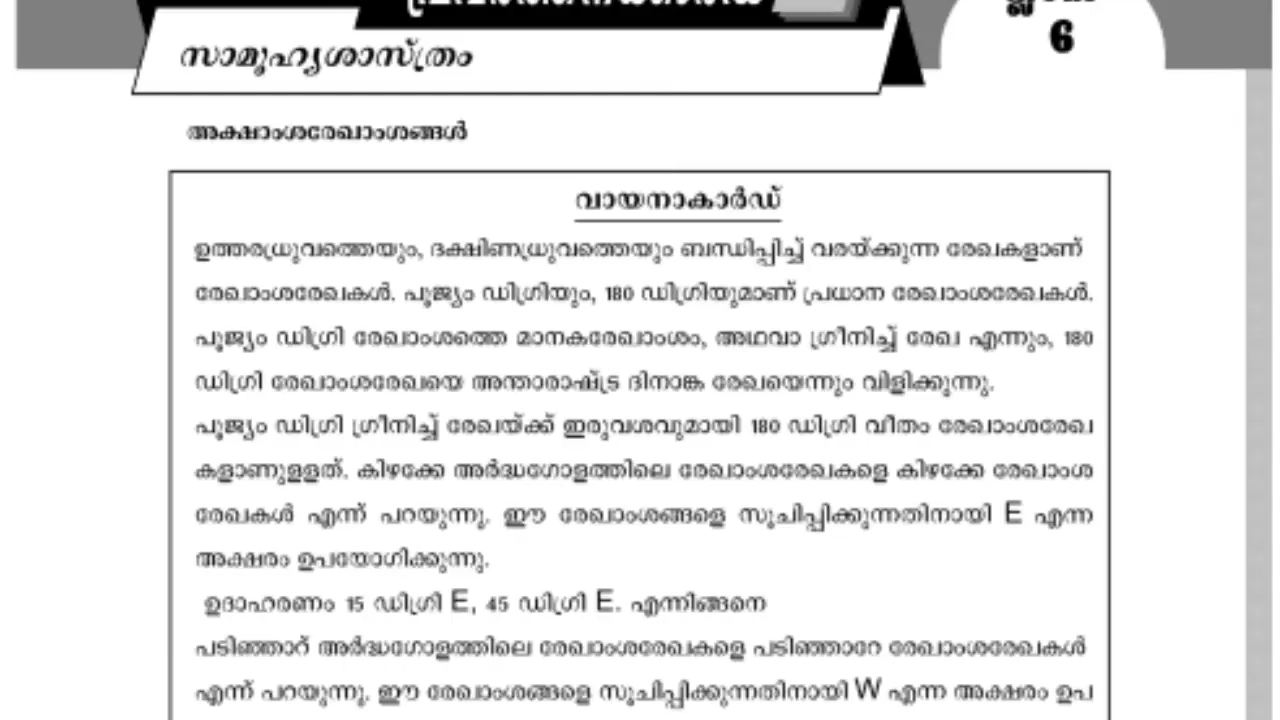 6
സാമൂഹ്യശാസ്ത്രം
അക്ഷാംശരേഖാംശങ്ങൾ
വായനാകാർഡ്
ഉത്തരധ്രുവത്തെയും, ദക്ഷിണധ്രുവത്തെയും ബന്ധിപ്പിച്ച് വരയ്ക്കുന്ന രേഖകളാണ്
രേഖാംശരേഖകൾ. പൂജ്യം ഡിഗ്രിയും, 180 ഡിഗ്രിയുമാണ് പ്രധാന രേഖാംശരേഖകൾ.
പൂജ്യം ഡിഗ്രി രേഖാംശത്തെ മാനകരേഖാംശം, അഥവാ ഗ്രീനിച്ച് രേഖ എന്നും, 180
ഡിഗ്രി രേഖാംശരേഖയെ അന്താരാഷ്ട്ര ദിനാങ്ക രേഖയെന്നും വിളിക്കുന്നു.
പൂജ്യം ഡിഗ്രി ഗ്രീനിച്ച് രേഖയ്ക്ക് ഇരുവശവുമായി 180 ഡിഗ്രി വീതം രേഖാംശരേഖ
കളാണുളളത്. കിഴക്കേ അർദ്ധഗോളത്തിലെ രേഖാംശരേഖകളെ കിഴക്കേ രേഖാംശ
രേഖകൾ എന്ന് പറയുന്നു. ഈ രേഖാംശങ്ങളെ സൂചിപ്പിക്കുന്നതിനായി E എന്ന
അക്ഷരം ഉപയോഗിക്കുന്നു.
ഉദാഹരണം 15 ഡിഗ്രി E, 45 ഡിഗ്രി E. എന്നിങ്ങനെ
പടിഞ്ഞാറ് അർദ്ധഗോളത്തിലെ രേഖാംശരേഖകളെ പടിഞ്ഞാറേ രേഖാംശരേഖകൾ
എന്ന് പറയുന്നു. ഈ രേഖാംശങ്ങളെ സൂചിപ്പിക്കുന്നതിനായി W എന്ന അക്ഷരം ഉപ